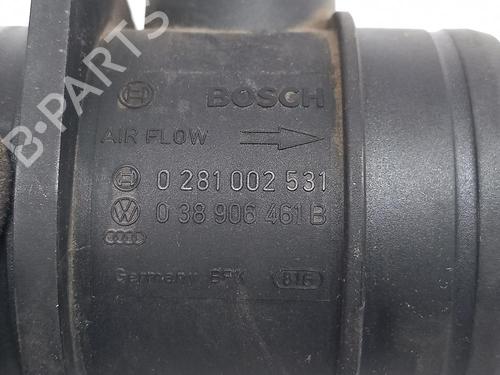 BOSCH
AIR FLOW
0 281 002 531
038 906 461 B
Germany
B-PARTS